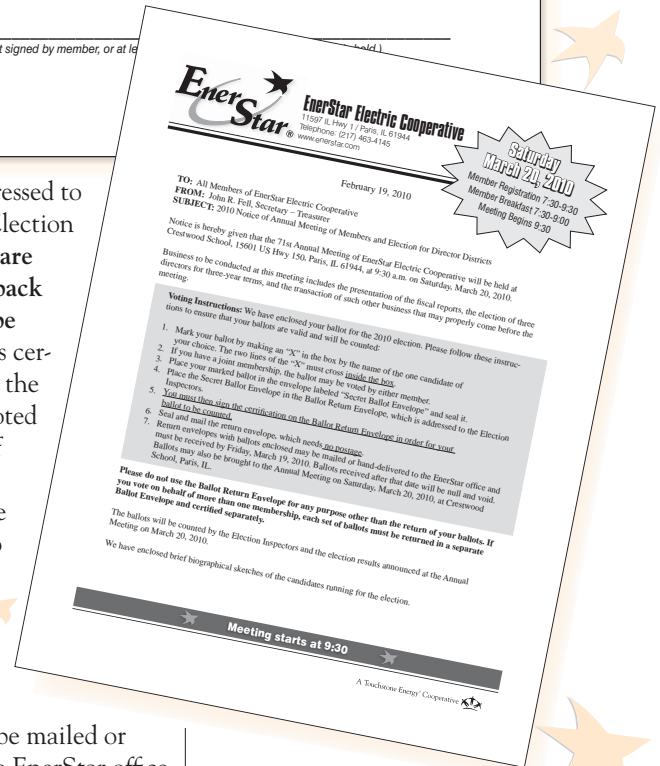 t signed by member, or at le
hold.)
ressed to
Election
are
back
be
s cer-
the
oted
f
e
o
be mailed or
EnerStar office
EnerStar®
EnerStar Electric Cooperative
11597 IL Hwy 1 / Paris, IL 61944
Telephone: (217) 463-4145
www.enerstar.com
Saturday
March 20, 2010
Member Registration 7:30-9:30
Member Breakfast 7:30-9:00
Meeting Begins 9:30
February 19, 2010
TO: All Members of EnerStar Electric Cooperative
FROM: John R. Fell, Secretary – Treasurer
SUBJECT: 2010 Notice of Annual Meeting of Members and Election for Director Districts
Notice is hereby given that the 71st Annual Meeting of EnerStar Electric Cooperative will be held at
Crestwood School, 15601 US Hwy 150, Paris, IL 61944, at 9:30 a.m. on Saturday, March 20, 2010.
Business to be conducted at this meeting includes the presentation of the fiscal reports, the election of three
directors for three-year terms, and the transaction of such other business that may properly come before the
meeting.
Voting Instructions: We have enclosed your ballot for the 2010 election. Please follow these instruc-
tions to ensure that your ballots are valid and will be counted:
1. Mark your ballot by making an “X” in the box by the name of the one candidate of
your choice. The two lines of the “X” must cross inside the box.
2. If you have a joint membership, the ballot may be voted by either member.
3. Place your marked ballot in the envelope labeled “Secret Ballot Envelope” and seal it.
4. Place the Secret Ballot Envelope in the Ballot Return Envelope, which is addressed to the Election
Inspectors.
5. You must then sign the certification on the Ballot Return Envelope in order for your
ballot to be counted.
6. Seal and mail the return envelope, which needs no postage.
7. Return envelopes with ballots enclosed may be mailed or hand-delivered to the EnerStar office and
must be received by Friday, March 19, 2010. Ballots received after that date will be null and void.
Ballots may also be brought to the Annual Meeting on Saturday, March 20, 2010, at Crestwood
School, Paris, IL.
Please do not use the Ballot Return Envelope for any purpose other than the return of your ballots. If
you vote on behalf of more than one membership, each set of ballots must be returned in a separate
Ballot Envelope and certified separately.
The ballots will be counted by the Election Inspectors and the election results announced at the Annual
Meeting on March 20, 2010.
We have enclosed brief biographical sketches of the candidates running for the election.
Meeting starts at 9:30
A Touchstone Energy® Cooperative